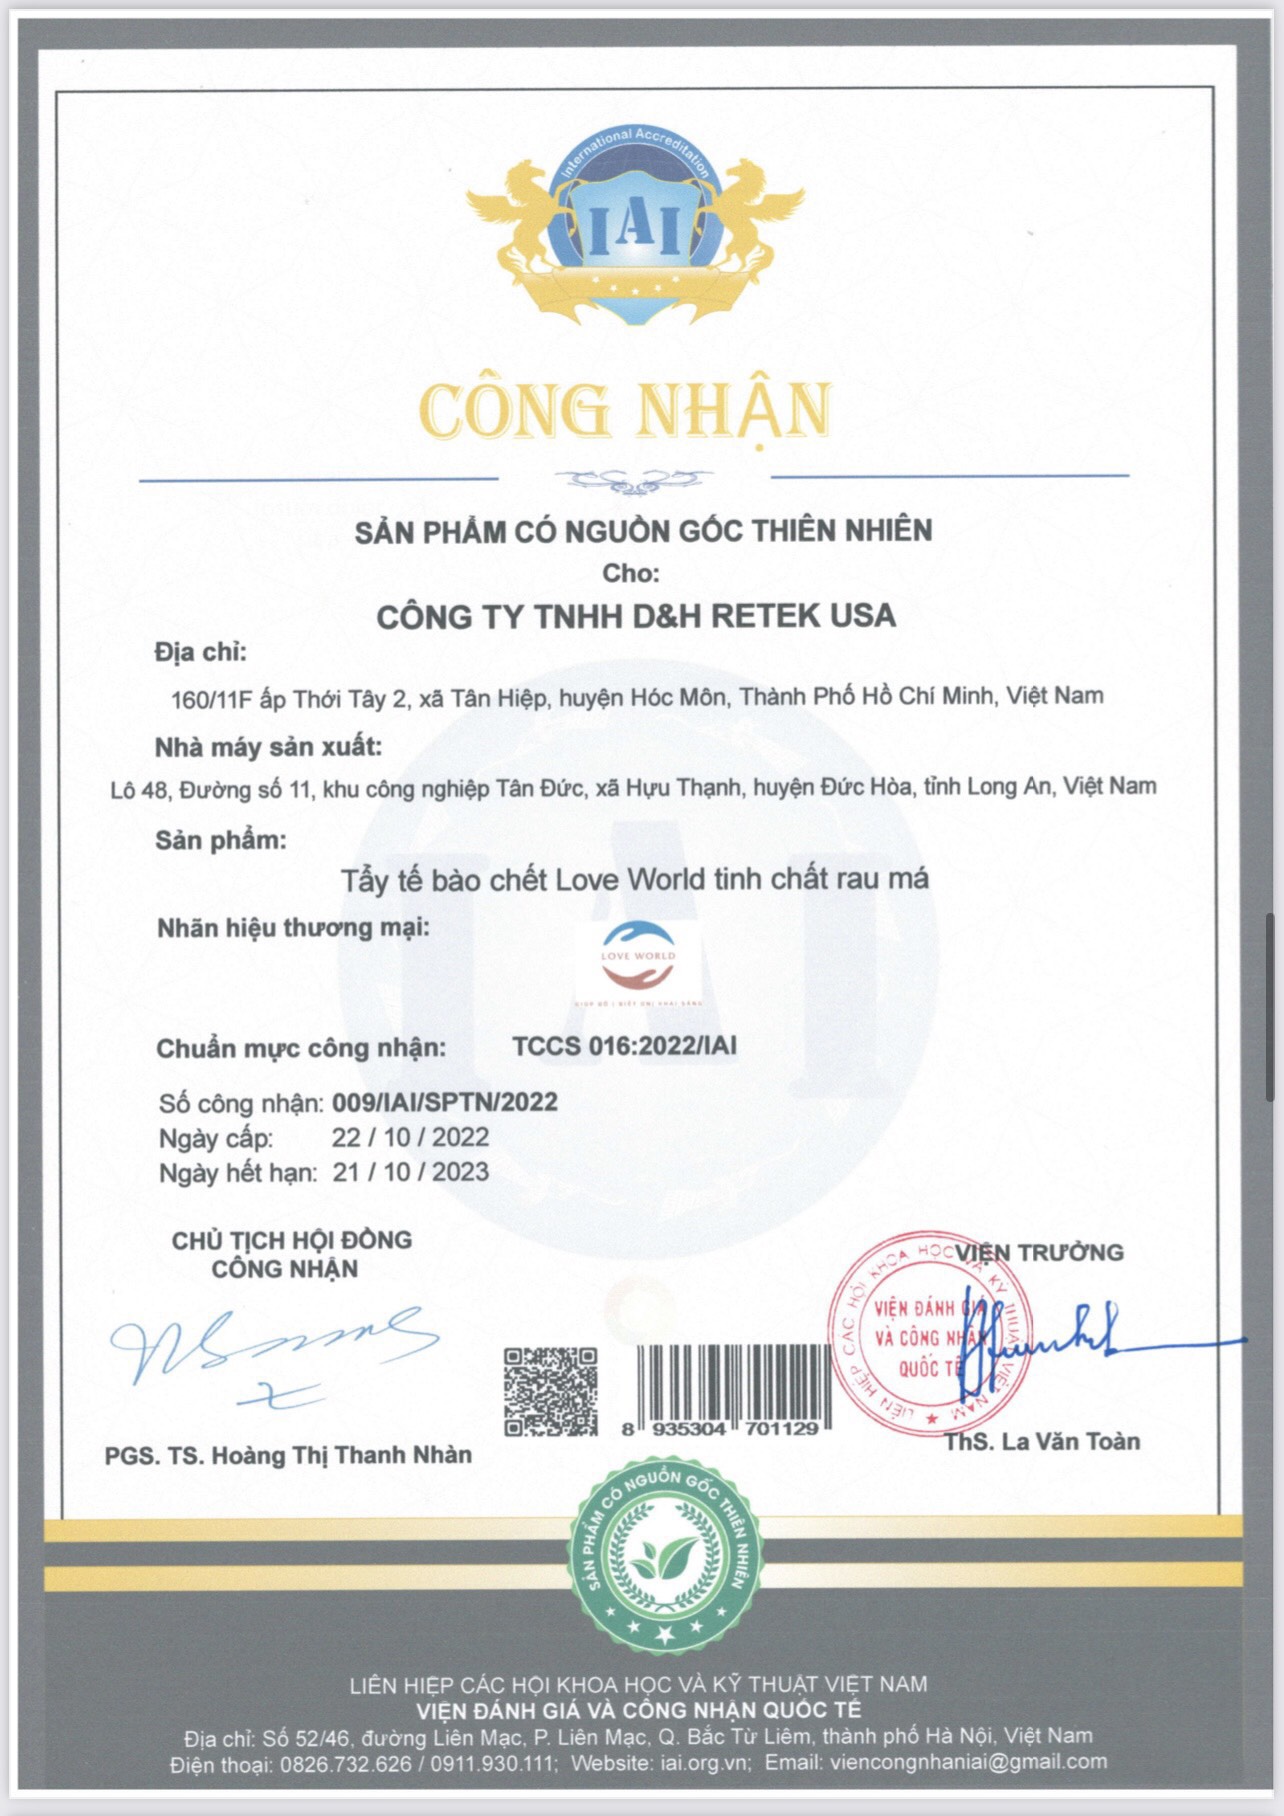 International Accreditation
IAI
CÔNG NHẬN
SẢN PHẨM CÓ NGUỒN GỐC THIÊN NHIÊN
Cho:
CÔNG TY TNHH D&H RETEK USA
Địa chỉ:
160/11F ấp Thới Tây 2, xã Tân Hiệp, huyện Hóc Môn, Thành Phố Hồ Chí Minh, Việt Nam
Nhà máy sản xuất:
Lô 48, Đường số 11, khu công nghiệp Tân Đức, xã Hựu Thạnh, huyện Đức Hòa, tỉnh Long An, Việt Nam
Sản phẩm:
Tẩy tế bào chết Love World tinh chất rau má
Nhãn hiệu thương mại:
LOVE WORLD
GIÚP ĐỠ | BIẾT ƠN | KHAI SÁNG
Chuẩn mực công nhận: TCCS 016:2022/IAI
Số công nhận: 009/IAI/SPTN/2022
Ngày cấp: 22 / 10 / 2022
Ngày hết hạn: 21 / 10 / 2023
CHỦ TỊCH HỘI ĐỒNG
CÔNG NHẬN
VIỆN TRƯỞNG
LIÊN HIỆP CÁC HỘI KHOA HỌC VÀ KỸ THUẬT VIỆT NAM
VIỆN ĐÁNH GIÁ
VÀ CÔNG NHẬN
QUỐC TẾ
8 935304 701129
PGS. TS. Hoàng Thị Thanh Nhàn
ThS. La Văn Toàn
SẢN PHẨM CÓ NGUỒN GỐC THIÊN NHIÊN
LIÊN HIỆP CÁC HỘI KHOA HỌC VÀ KỸ THUẬT VIỆT NAM
VIỆN ĐÁNH GIÁ VÀ CÔNG NHẬN QUỐC TẾ
Địa chỉ: Số 52/46, đường Liên Mạc, P. Liên Mạc, Q. Bắc Từ Liêm, thành phố Hà Nội, Việt Nam
Điện thoại: 0826.732.626 / 0911.930.111; Website: iai.org.vn; Email: viencongnhaniai@gmail.com